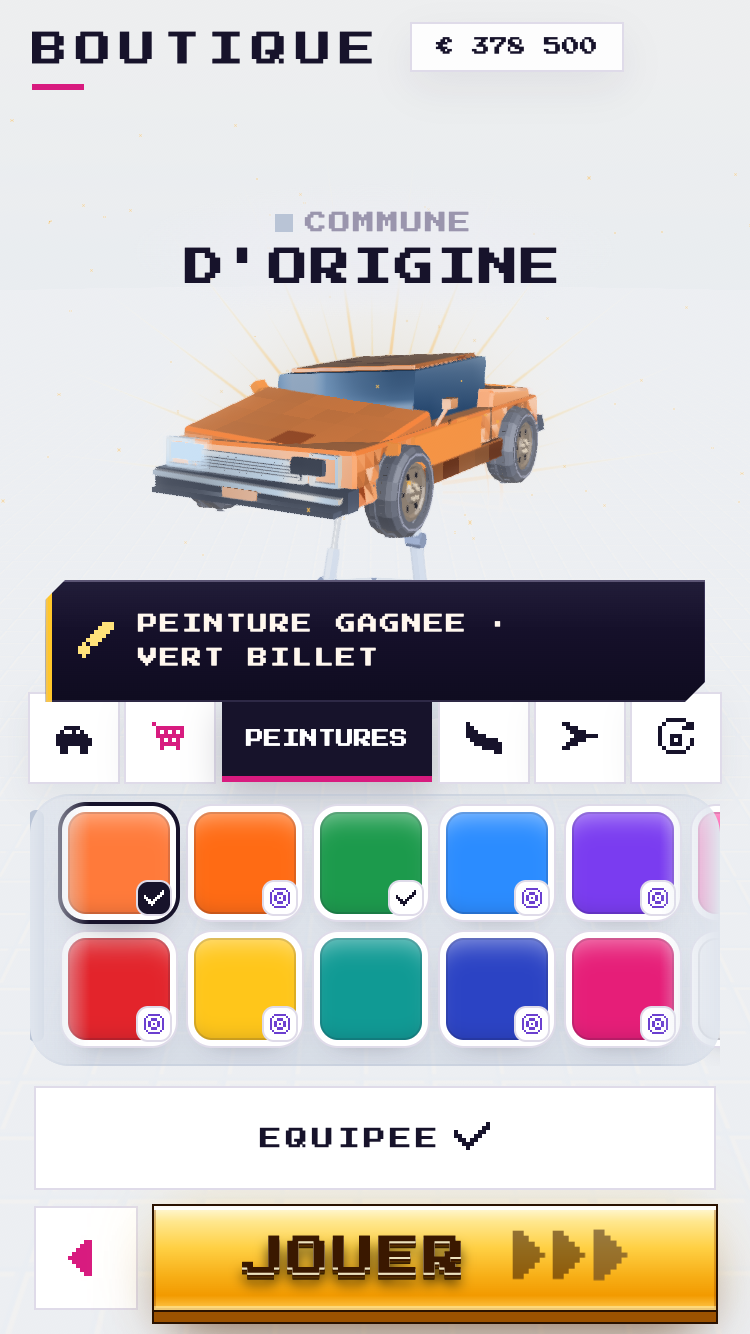 BOUTIQUE
€ 378 500
COMMUNE
D'ORIGINE
PEINTURE GAGNEE ·
VERT BILLET
PEINTURES
EQUIPEE
JOUER